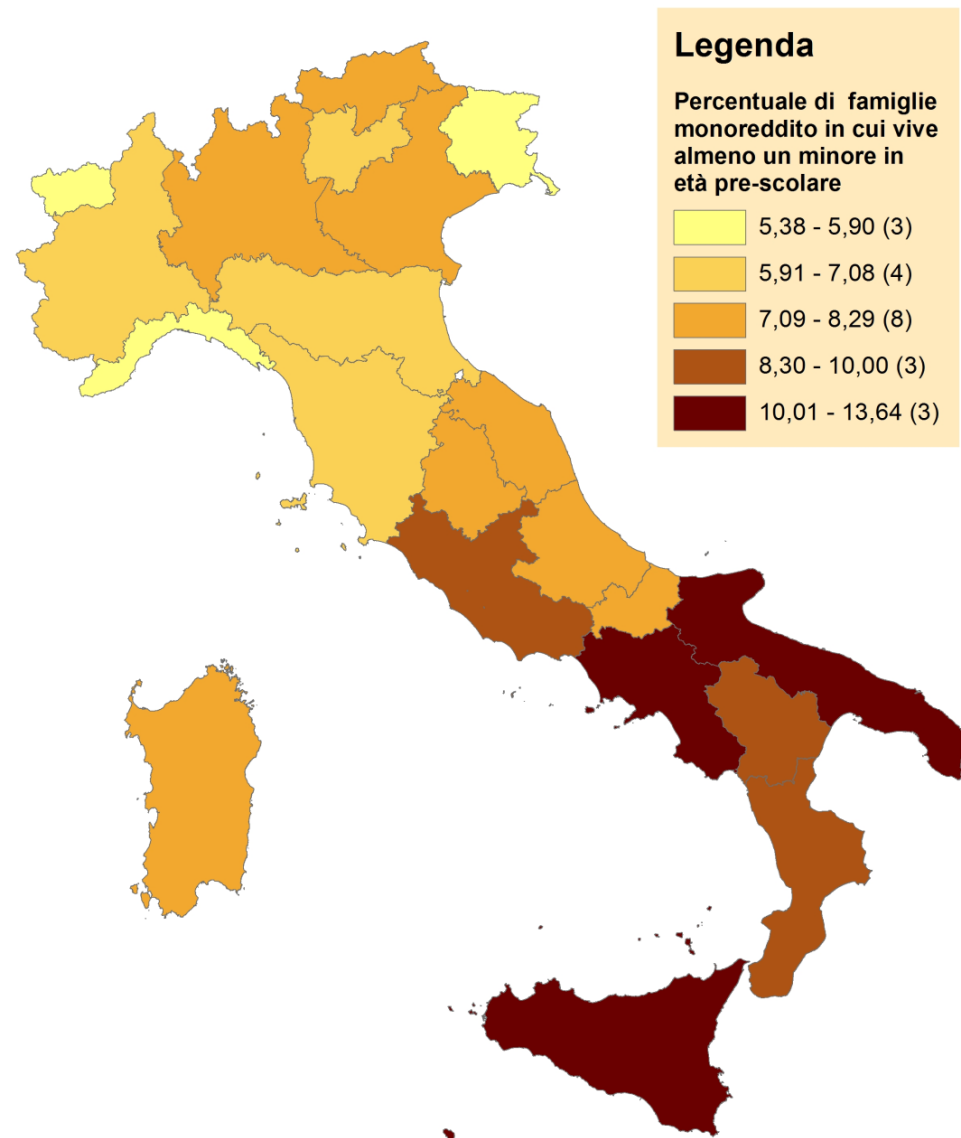 Legenda
Percentuale di famiglie
monoreddito in cui vive
almeno un minore in
età pre-scolare
5,38 - 5,90 (3)
5,91 - 7,08 (4)
7,09 - 8,29 (8)
8,30 - 10,00 (3)
10,01 - 13,64 (3)